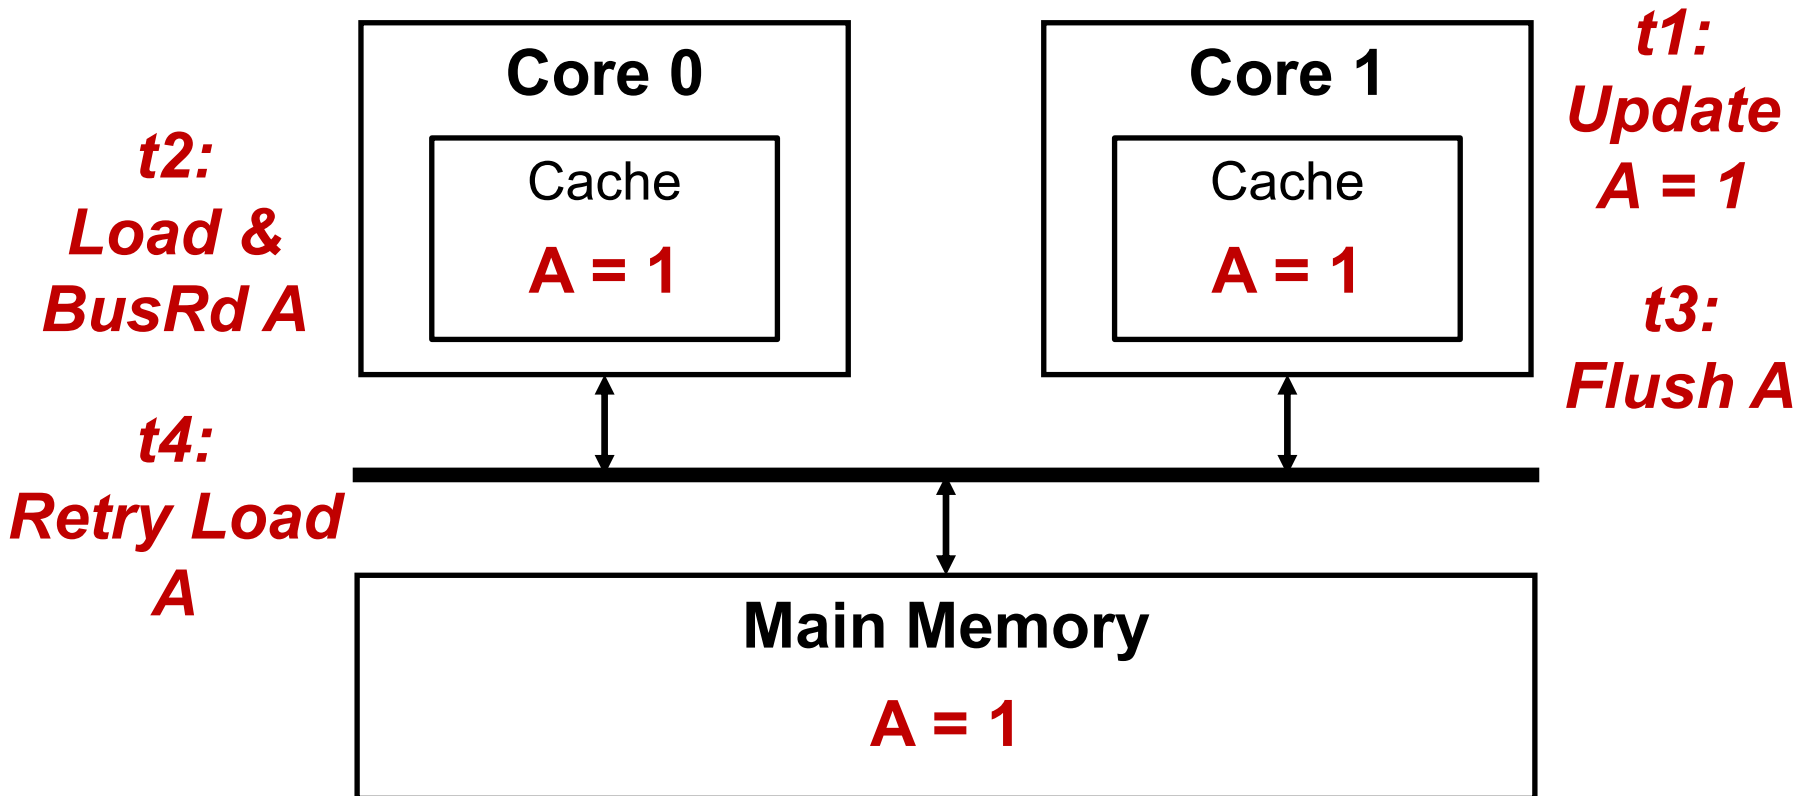 Core 0
Cache
A = 1
Core 1
Cache
A = 1
t1:
Update
A = 1
t2:
Load &
BusRd A
t3:
Flush A
t4:
Retry Load
A
Main Memory
A = 1